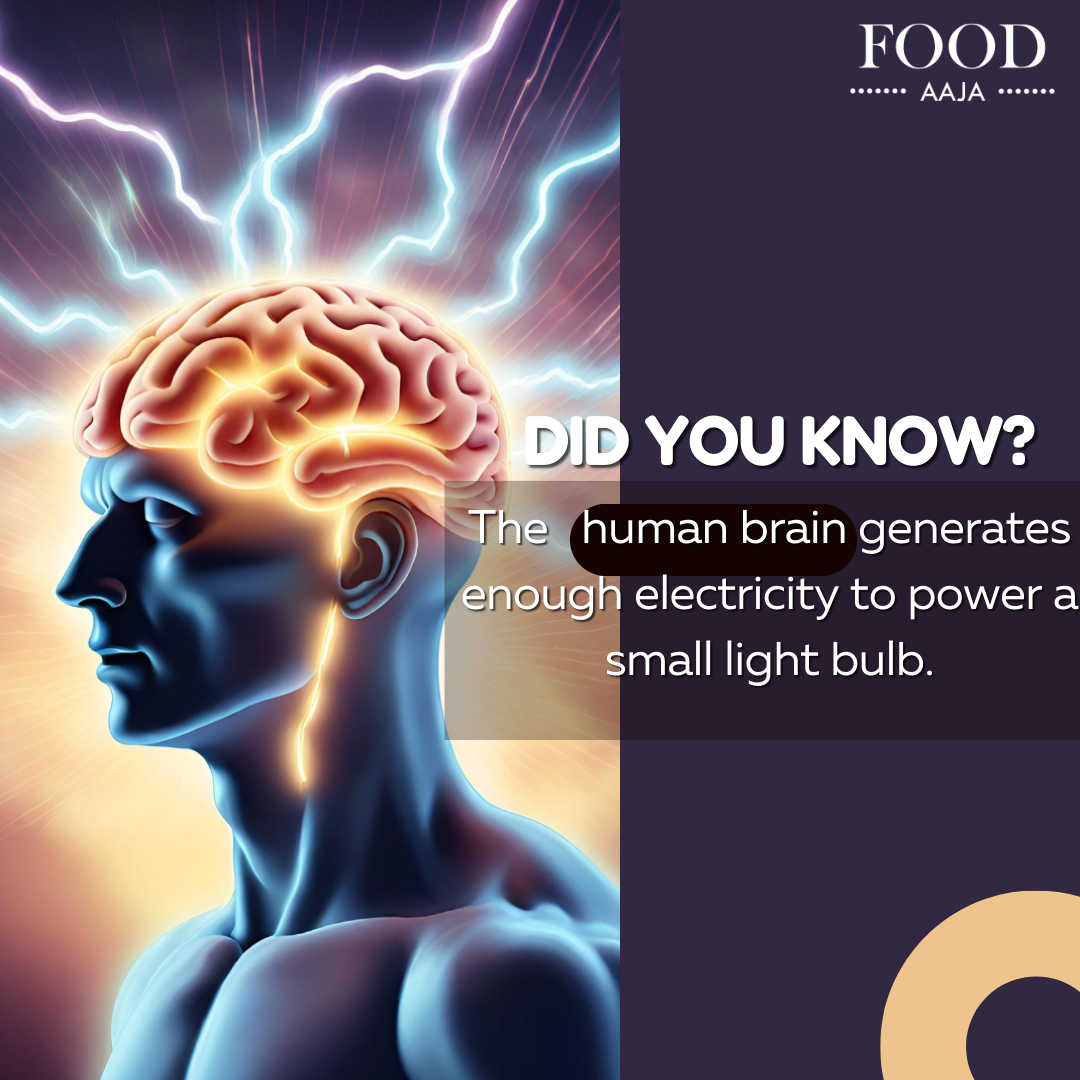 FOOD
AAJA
DID YOU KNOW?
The human brain generates
enough electricity to power a
small light bulb.